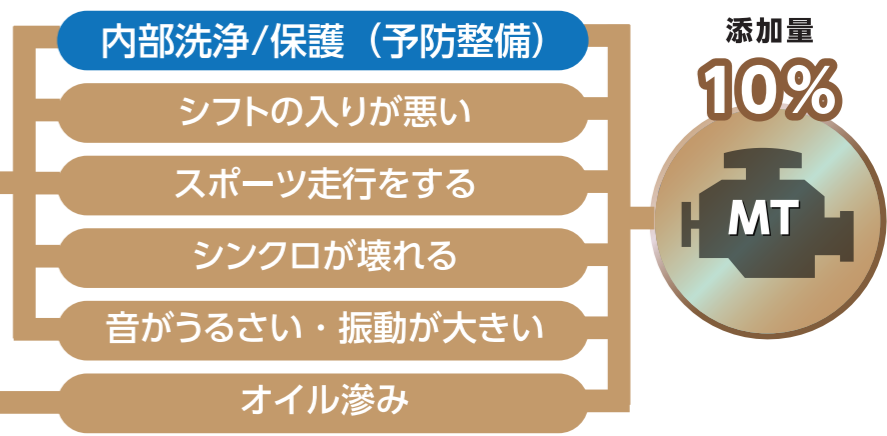 内部洗浄/保護（予防整備）
シフトの入りが悪い
スポーツ走行をする
シンクロが壊れる
音がうるさい・振動が大きい
オイル滲み
添加量
10%
MT